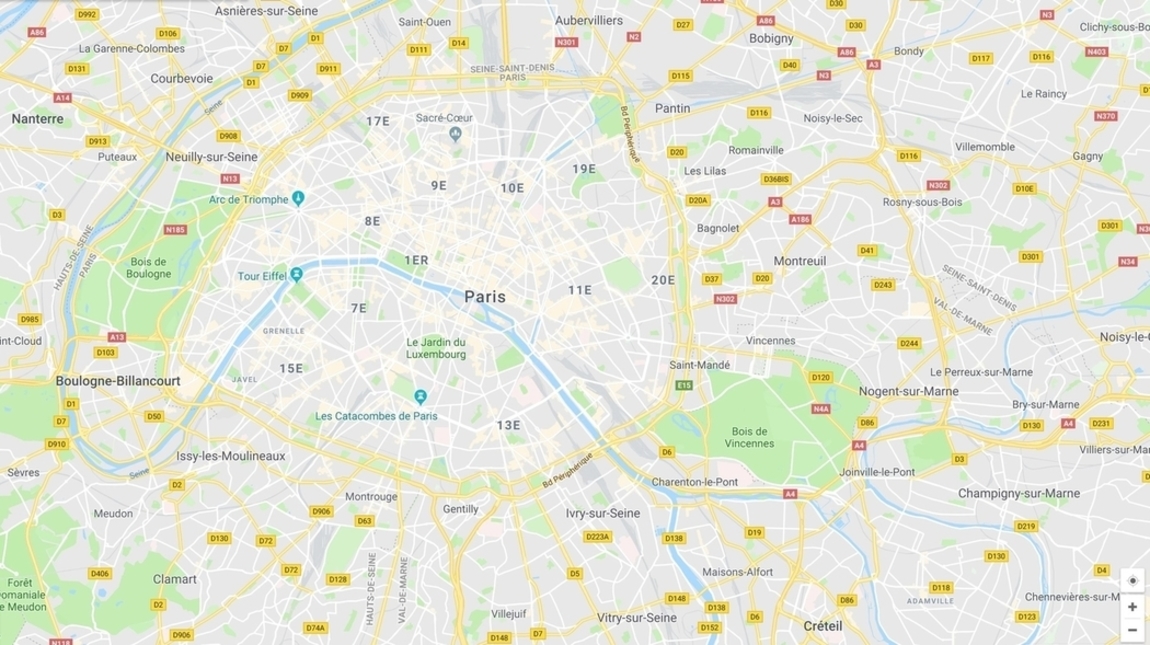 D992
Asnières-sur-Seine
Saint-Ouen
Aubervilliers
D27
A86
D30
D30
N3
Clichy-sous-Bo
A86
D106
La Garenne-Colombes
D7
D1
D111
D14
N301
N2
Bobigny
A86
Bondy
D117
D116
N403
D131
Courbevoie
D7
D1
D911
SEINE-SAINT-DENIS
PARIS
D115
D40
N3
A3
A14
D909
Seine
Le Raincy
Nanterre
17E
Sacré-Cœur
Bd Périphérique
Pantin
D116
Noisy-le-Sec
N370
D913
D908
Puteaux
Neuilly-sur-Seine
D20
Romainville
D116
Villemomble
Gagny
N13
9E
10E
19E
Les Lilas
D36BIS
N302
D10E
Arc de Triomphe
D20A
A3
Rosny-sous-Bois
D3
HAUTS-DE-SEINE
PARIS
N185
8E
Bagnolet
A186
D301
Bois de
Boulogne
1ER
Montreuil
D41
D301
N34
Tour Eiffel
7E
Paris
11E
20E
D37
D20
D243
SEINE-SAINT-DENIS
VAL-DE-MARNE
N302
D985
GRENELLE
int-Cloud
A13
D103
Le Jardin du
Luxembourg
Vincennes
D244
Noisy-le-
15E
JAVEL
Saint-Mandé
Le Perreux-sur-Marne
Boulogne-Billancourt
E15
D120
Nogent-sur-Marne
D1
D50
Les Catacombes de Paris
N4A
Bry-sur-Marne
D7
13E
Bois de
Vincennes
D86
D130
A4
D231
D910
Issy-les-Moulineaux
D6
A4
D3
Villiers-sur-Mar
Sèvres
Seine
Bd Périphérique
Joinville-le-Pont
D2
Montrouge
Charenton-le-Pont
A4
Champigny-sur-Marne
Meudon
D906
D63
Gentilly
Ivry-sur-Seine
D219
D130
D72
D223A
D138
D19
D130
Forêt
Domaniale
e Meudon
D406
Clamart
D72
D128
HAUTS-DE-SEINE
VAL-DE-MARNE
D5
Maisons-Alfort
D4
D118
D2
D148
D138
D86
ADAMVILLE
Chennevières-sur-M
Villejuif
Vitry-sur-Seine
D6
D123
D906
D74A
D148
D7
D152
Créteil
N118